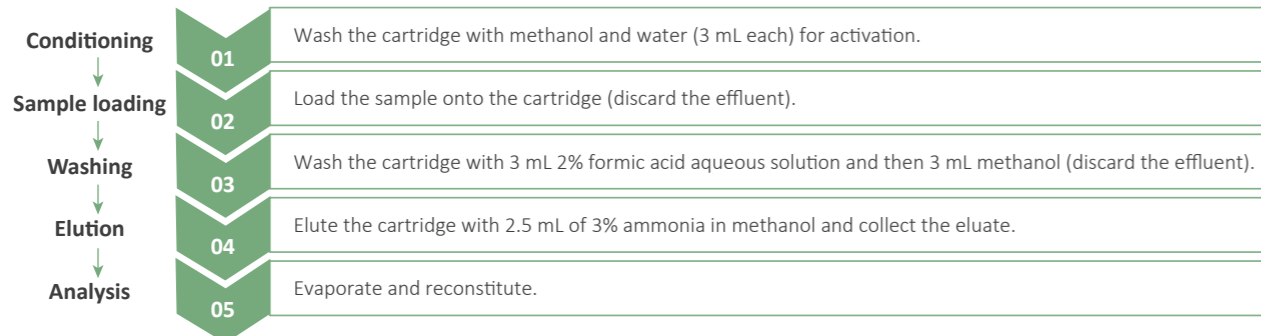 Conditioning
01
Wash the cartridge with methanol and water (3 mL each) for activation.
Sample loading
02
Load the sample onto the cartridge (discard the effluent).
Washing
03
Wash the cartridge with 3 mL 2% formic acid aqueous solution and then 3 mL methanol (discard the effluent).
Elution
04
Elute the cartridge with 2.5 mL of 3% ammonia in methanol and collect the eluate.
Analysis
05
Evaporate and reconstitute.